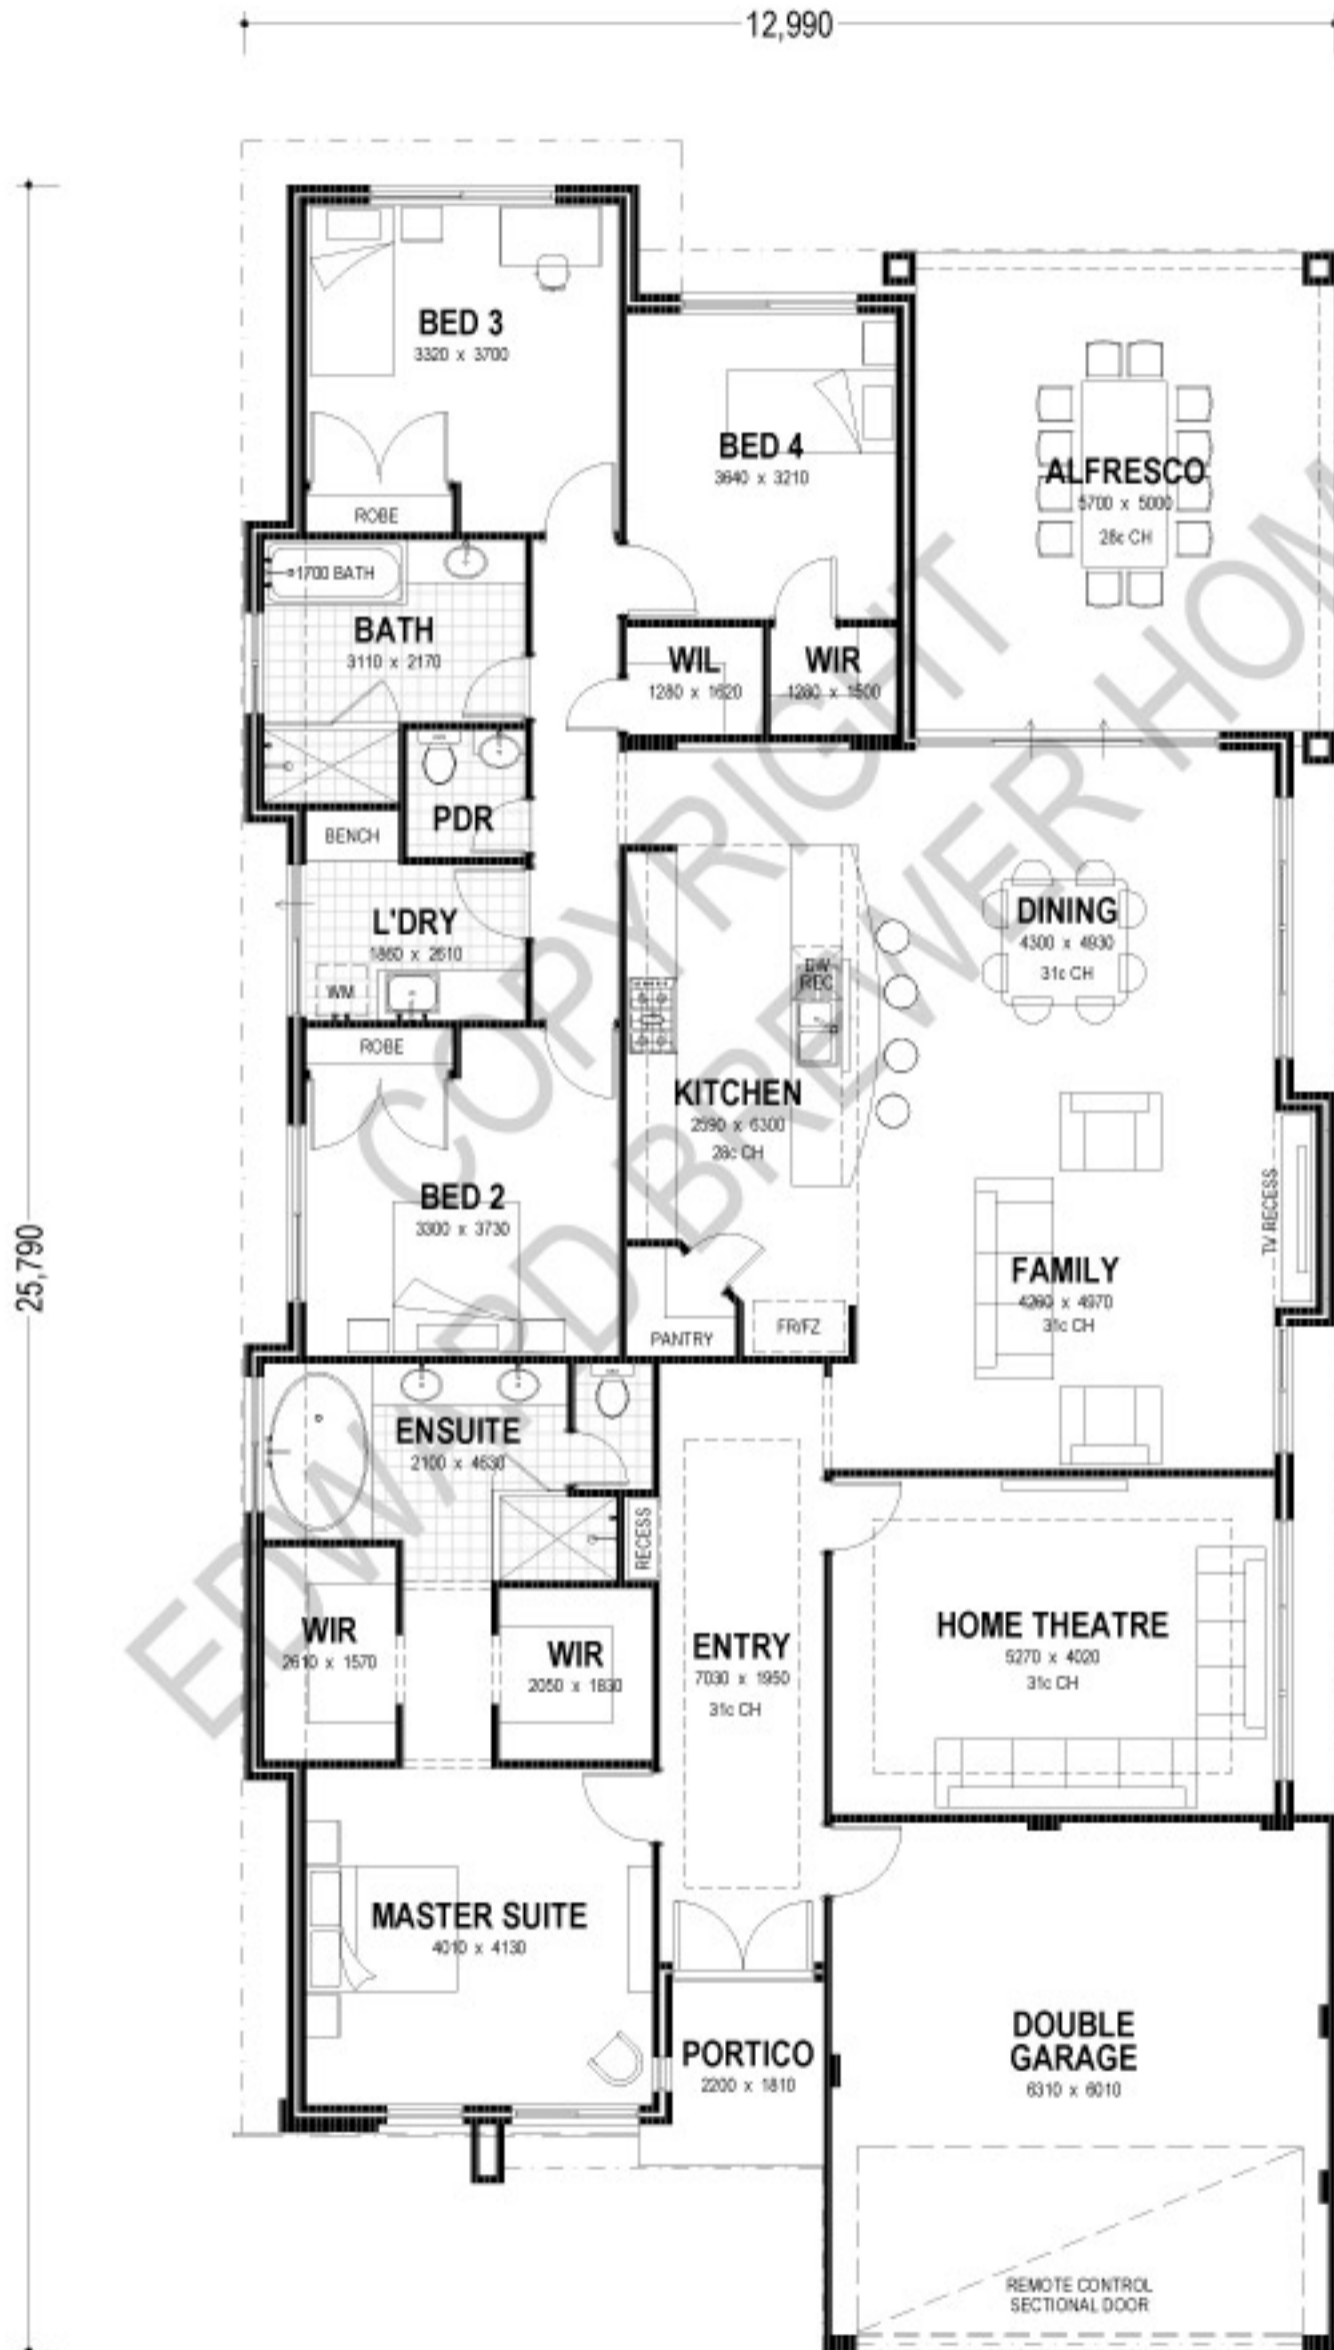 12,990
25,790
BED 3
3320 x 3700
ROBE
BED 4
3640 x 3210
ALFRESCO
5700 x 5000
28c CH
1700 BATH
BATH
3110 x 2170
WIL
1280 x 1620
WIR
1280 x 1500
PDR
BENCH
L'DRY
1860 x 2610
WM
DINING
4300 x 4930
31c CH
DW
REC
ROBE
KITCHEN
2590 x 6300
28c CH
BED 2
3300 x 3730
TV RECESS
FAMILY
4260 x 4970
31c CH
PANTRY
FR/FZ
ENSUITE
2100 x 4630
RECESS
WIR
2610 x 1570
WIR
2050 x 1830
ENTRY
7030 x 1950
31c CH
HOME THEATRE
5270 x 4020
31c CH
MASTER SUITE
4010 x 4130
PORTICO
2200 x 1810
DOUBLE
GARAGE
6310 x 6010
REMOTE CONTROL
SECTIONAL DOOR
COPYRIGHT
EDWARD BREWER HOM